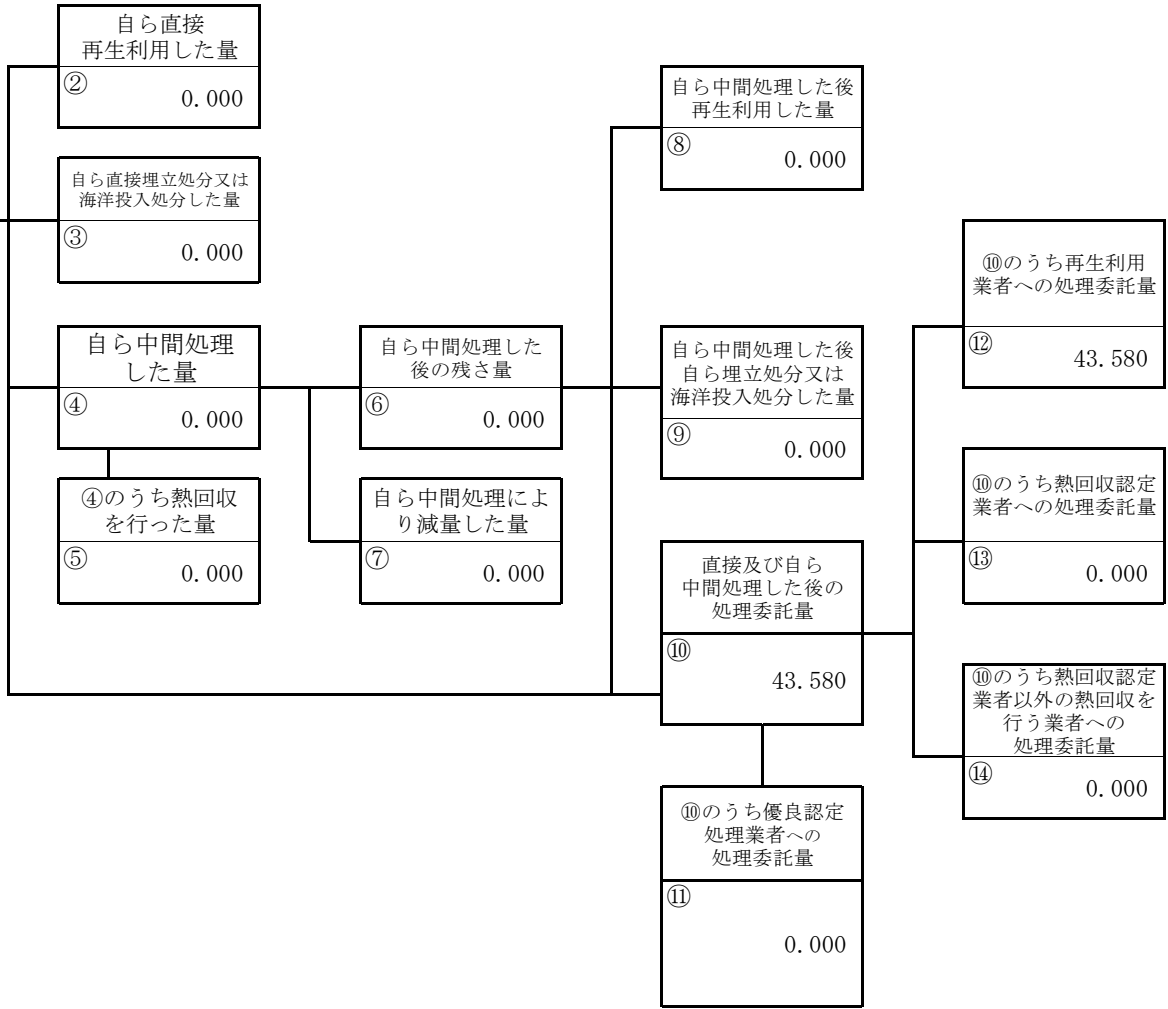 自ら直接
再生利用した量
②
0.000
自ら直接埋立処分又は
海洋投入処分した量
③
0.000
自ら中間処理
した量
④
0.000
④のうち熱回収
を行った量
⑤
0.000
自ら中間処理した
後の残さ量
⑥
0.000
自ら中間処理によ
り減量した量
⑦
0.000
自ら中間処理した後
再生利用した量
⑧
0.000
自ら中間処理した後
自ら埋立処分又は
海洋投入処分した量
⑨
0.000
直接及び自ら
中間処理した後の
処理委託量
⑩
43.580
⑩のうち優良認定
処理業者への
処理委託量
⑪
0.000
⑩のうち再生利用
業者への処理委託量
⑫
43.580
⑩のうち熱回収認定
業者への処理委託量
⑬
0.000
⑩のうち熱回収認定
業者以外の熱回収を
行う業者への
処理委託量
⑭
0.000